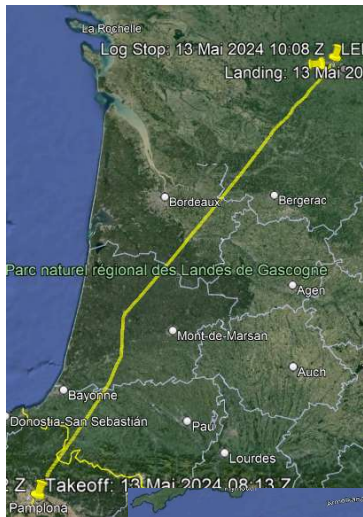 La Rochelle
Log Stop: 13 Mai 2024 10:08 Z
Landing: 13 Mai 20
Bordeaux
Bergerac
Parc naturel régional des Landes de Gascogne
Agen
Mont-de-Marsan
Auch
Bayonne
Donostia-San Sebastián
Pau
Lourdes
2 Z
Takeoff: 13 Mai 2024 08:13 Z
Pamplona